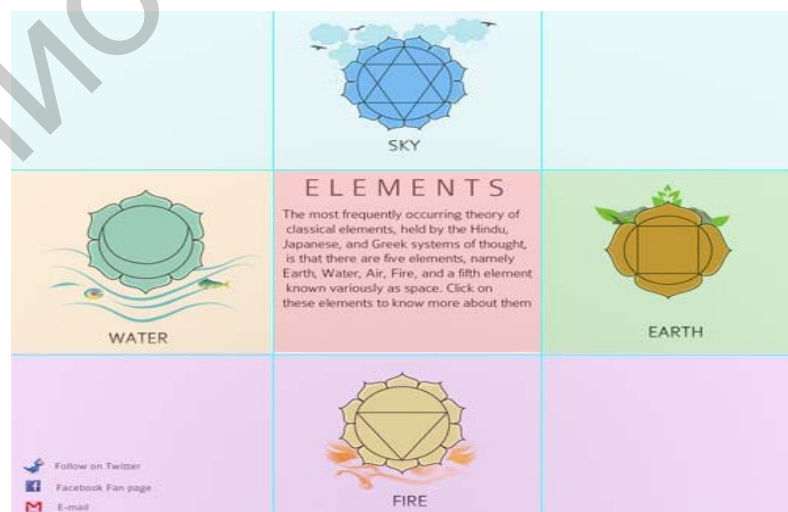 SKY
ELEMENTS
The most frequently occurring theory of
classical elements, held by the Hindu,
Japanese, and Greek systems of thought,
is that there are five elements, namely
Earth, Water, Air, Fire, and a fifth element
known variously as space. Click on
these elements to know more about them
WATER
EARTH
Follow on Twitter
Facebook Fan page
E-mail
FIRE